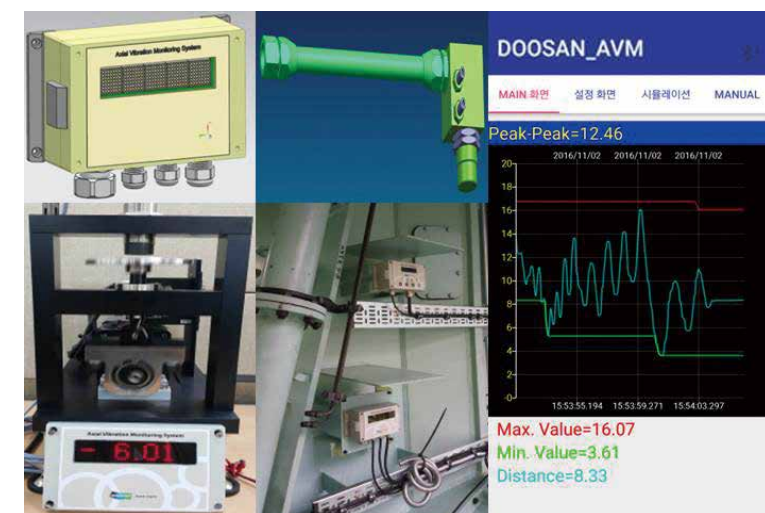 Axial Vibration Monitoring System
DOOSAN_AVM
MAIN 화면 설정 화면 시뮬레이션 MANUAL
Peak-Peak=12.46
2016/11/02 2016/11/02 2016/11/02
20
18
16
14
12
10
8
6
4
2
0
15:53:55.194 15:53:59.271 15:54:03.297
Max. Value=16.07
Min. Value=3.61
Distance=8.33
Axial Vibration Monitoring System
- 6.01